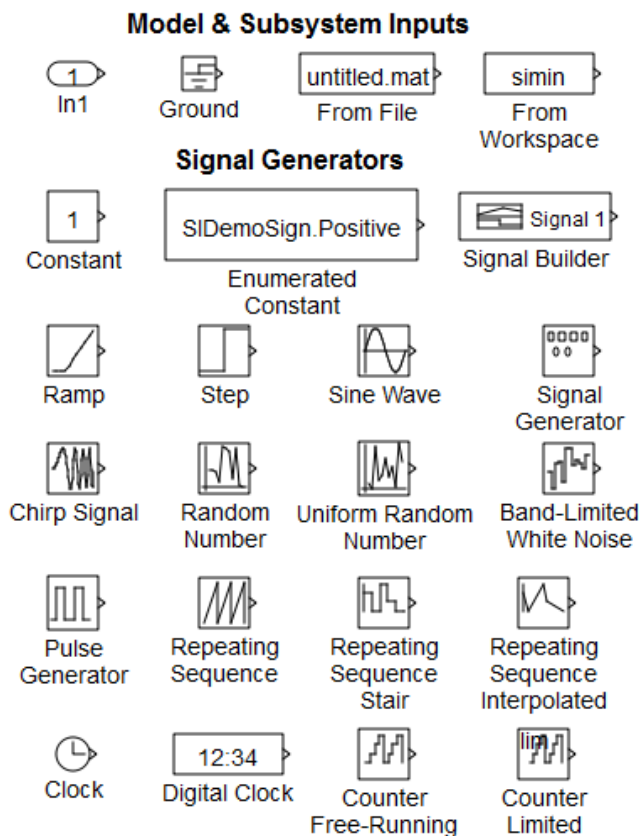 Model & Subsystem Inputs
1
untitled.mat
simin
In1
Ground
From File
From
Workspace
Signal Generators
1
SlDemoSign.Positive
Signal 1
Constant
Enumerated
Constant
Signal Builder
Ramp
Step
Sine Wave
Signal
Generator
Chirp Signal
Random
Number
Uniform Random
Number
Band-Limited
White Noise
Pulse
Generator
Repeating
Sequence
Repeating
Sequence
Stair
Repeating
Sequence
Interpolated
12:34
lim
Clock
Digital Clock
Counter
Free-Running
Counter
Limited